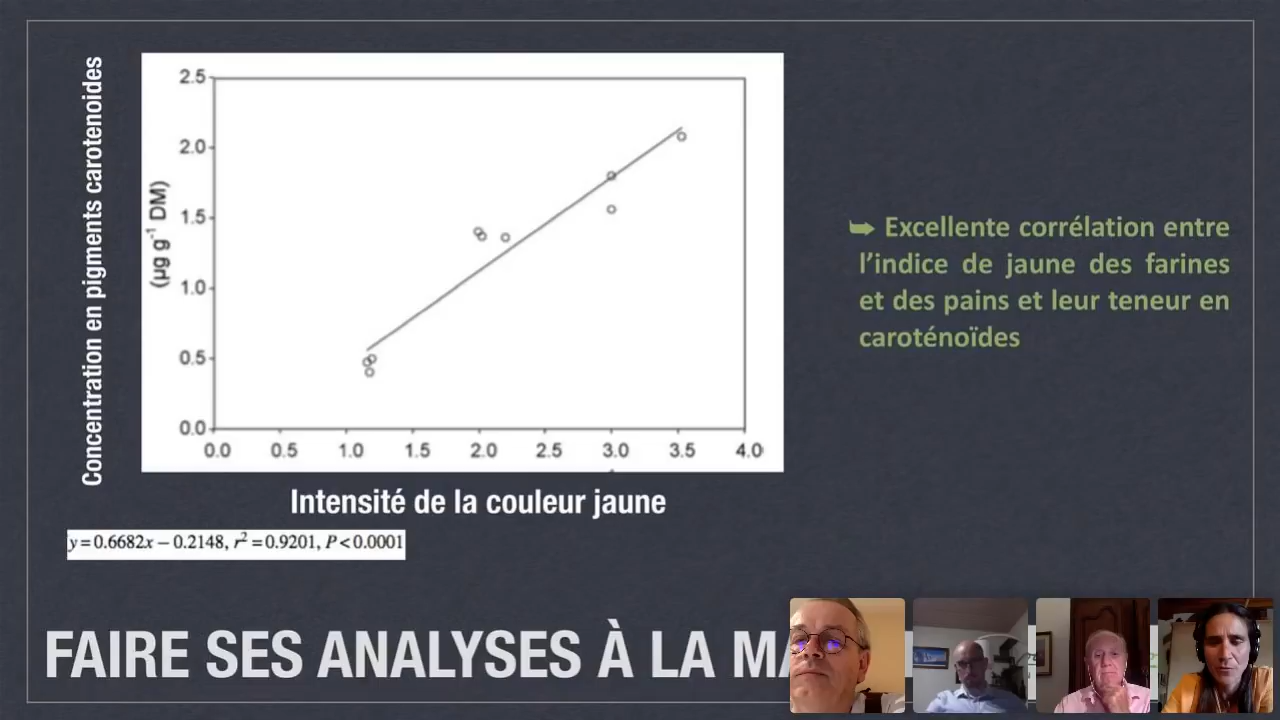 Concentration en pigments carotenoides
(µg g⁻¹ DM)
2.5
2.0
1.5
1.0
0.5
0.0
0.0 0.5 1.0 1.5 2.0 2.5 3.0 3.5 4.0
Intensité de la couleur jaune
y = 0.6682x – 0.2148, r² = 0.9201, P < 0.0001
➥ Excellente corrélation entre
l’indice de jaune des farines
et des pains et leur teneur en
caroténoïdes
FAIRE SES ANALYSES À LA